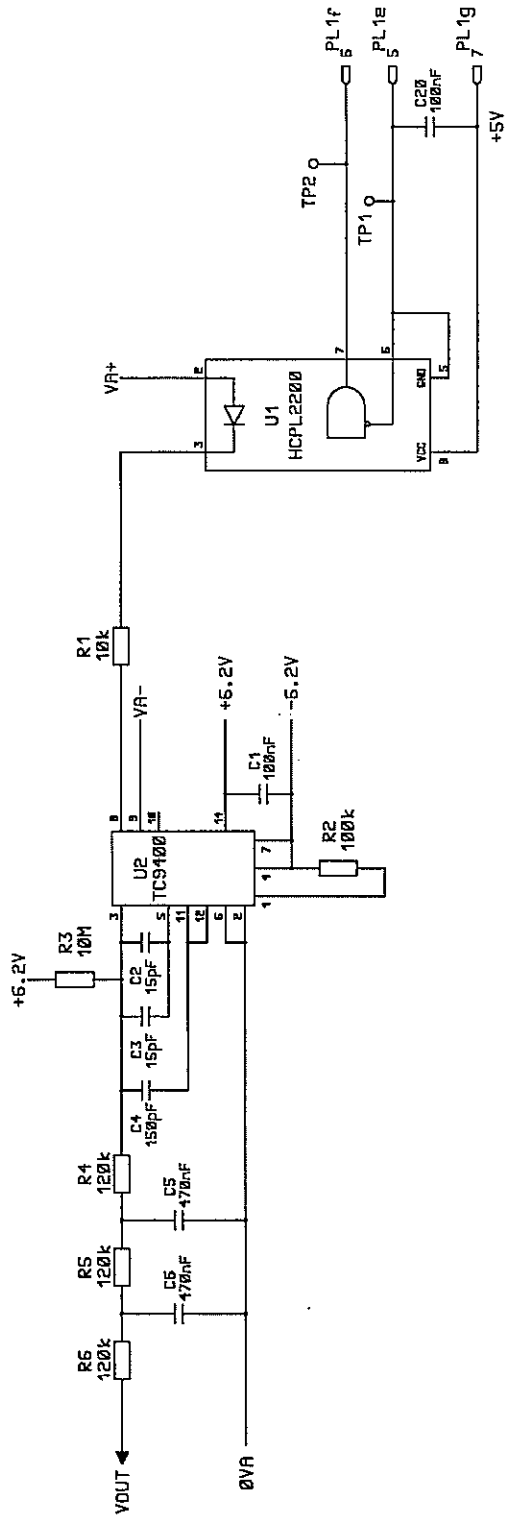 VOUT
R6
120k
R5
120k
R4
120k
C6
470nF
C5
470nF
0VA
C4
150pF
C3
15pF
C2
15pF
+6.2V
R3
10M
3
5
11
12
6
2
U2
TC9400
8
9
10
14
7
4
1
VA-
R1
10k
+6.2V
C1
100nF
-6.2V
R2
100k
VA+
3
2
U1
HCPL2200
7
6
VCC
8
GND
5
TP2
TP1
C20
100nF
+5V
PL1f
6
PL1e
5
PL1g
7